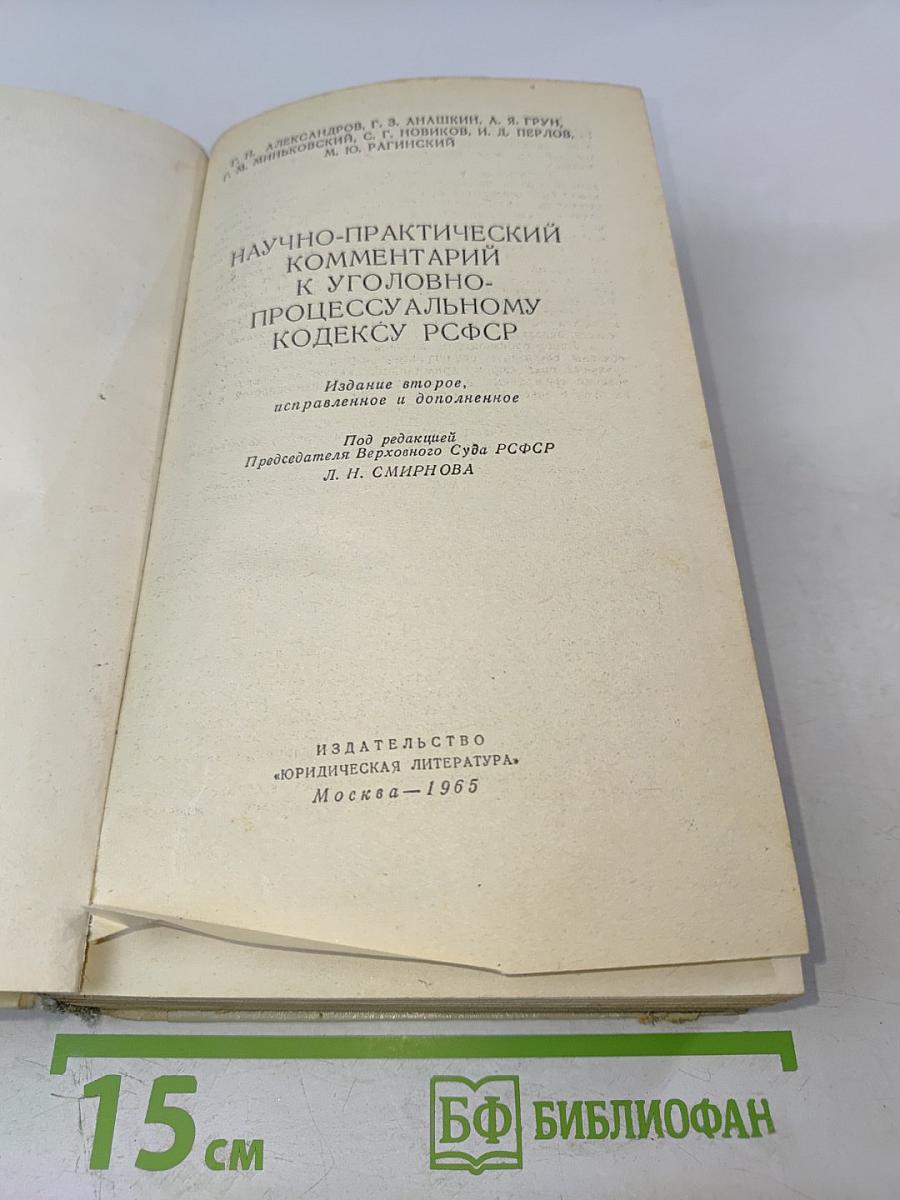 Г. Н. АЛЕКСАНДРОВ, Г. З. АНАШКИН, А. Я. ГРУН,
Г. М. МИНЬКОВСКИЙ, С. Г. НОВИКОВ, И. Д. ПЕРЛОВ,
М. Ю. РАГИНСКИЙ
НАУЧНО-ПРАКТИЧЕСКИЙ
КОММЕНТАРИЙ
К УГОЛОВНО-
ПРОЦЕССУАЛЬНОМУ
КОДЕКСУ РСФСР
Издание второе,
исправленное и дополненное
Под редакцией
Председателя Верховного Суда РСФСР
Л. Н. СМИРНОВА
ИЗДАТЕЛЬСТВО
«ЮРИДИЧЕСКАЯ ЛИТЕРАТУРА»
Москва—1965
15 см
БФ БИБЛИОФАН